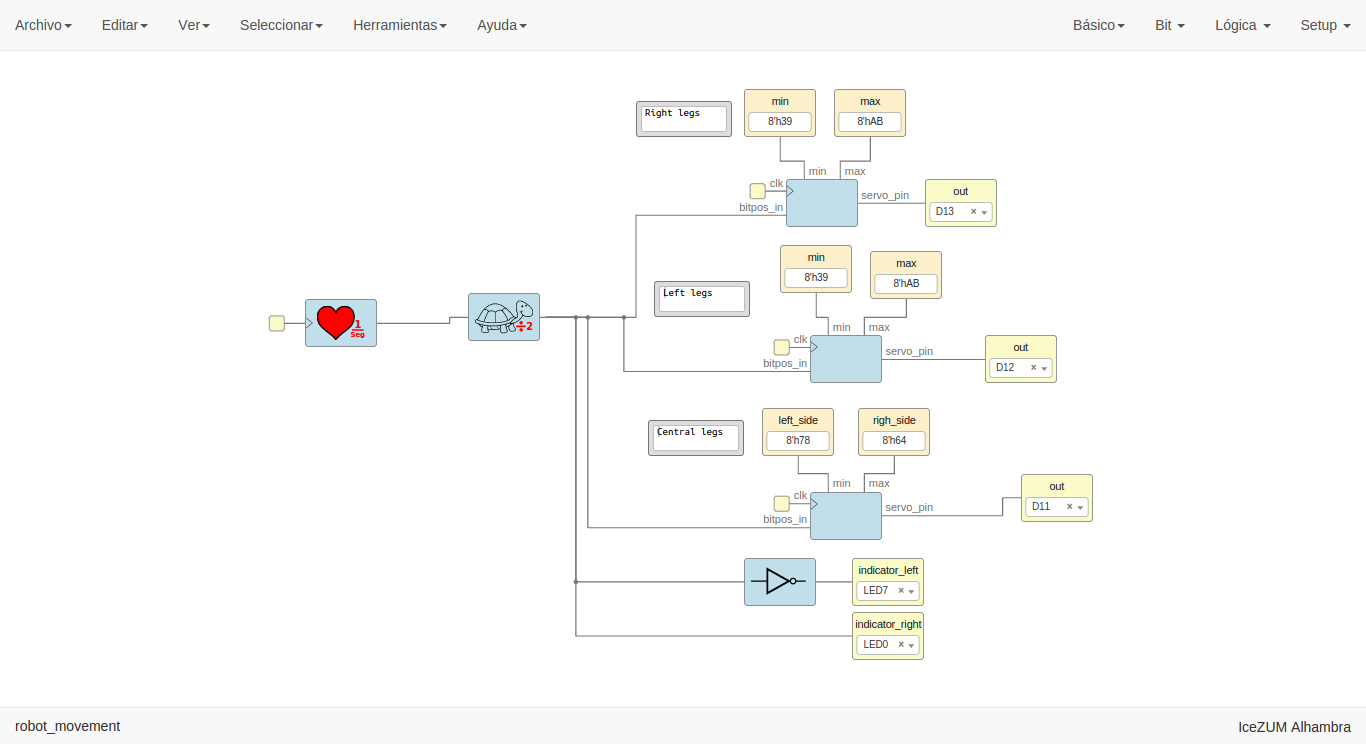 Archivo Editar Ver Seleccionar Herramientas Ayuda Básico Bit Lógica Setup
Right legs
min
8'h39
max
8'hAB
min max
clk
bitpos_in
servo_pin
out
D13 ×
1
Seg
÷2
Left legs
min
8'h39
max
8'hAB
min max
clk
bitpos_in
servo_pin
out
D12 ×
Central legs
left_side
8'h78
righ_side
8'h64
min max
clk
bitpos_in
servo_pin
out
D11 ×
indicator_left
LED7 ×
indicator_right
LED0 ×
robot_movement IceZUM Alhambra